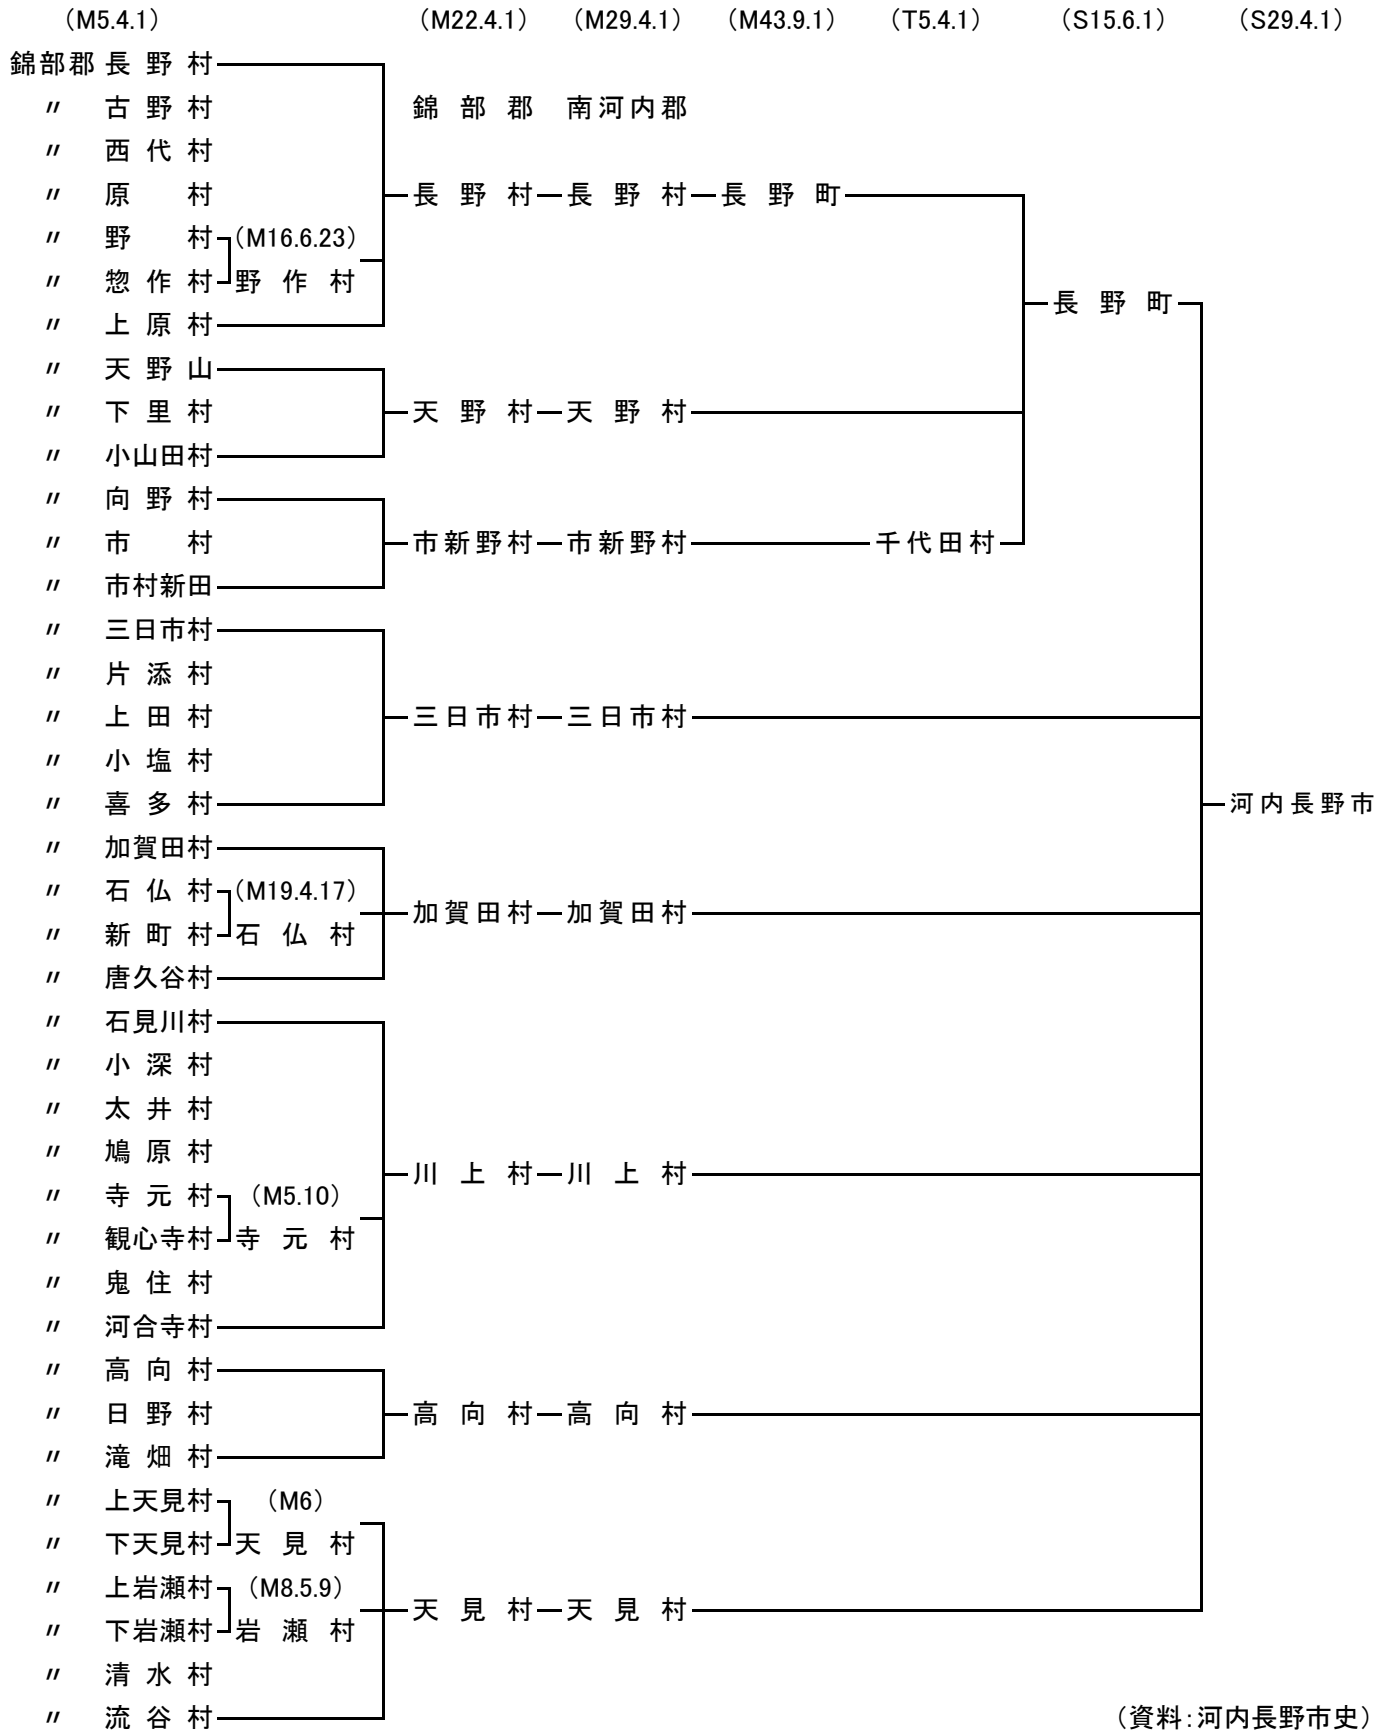 （M5.4.1） （M22.4.1） （M29.4.1） （M43.9.1） （T5.4.1） （S15.6.1） （S29.4.1）
錦部郡 長野村
〃 古野村 錦部郡 南河内郡
〃 西代村
〃 原村 長野村 長野村 長野町
〃 野村 （M16.6.23）
〃 惣作村 野作村
長野町
〃 上原村
〃 天野山
〃 下里村 天野村 天野村
〃 小山田村
〃 向野村
〃 市村 市新野村 市新野村 千代田村
〃 市村新田
〃 三日市村
〃 片添村
〃 上田村 三日市村 三日市村
〃 小塩村
〃 喜多村 河内長野市
〃 加賀田村
〃 石仏村 （M19.4.17）
加賀田村 加賀田村
〃 新町村 石仏村
〃 唐久谷村
〃 石見川村
〃 小深村
〃 太井村
〃 鳩原村
川上村 川上村
〃 寺元村 （M5.10）
〃 観心寺村 寺元村
〃 鬼住村
〃 河合寺村
〃 高向村
〃 日野村 高向村 高向村
〃 滝畑村
〃 上天見村 （M6）
〃 下天見村 天見村
〃 上岩瀬村 （M8.5.9）
天見村 天見村
〃 下岩瀬村 岩瀬村
〃 清水村
〃 流谷村 （資料：河内長野市史）